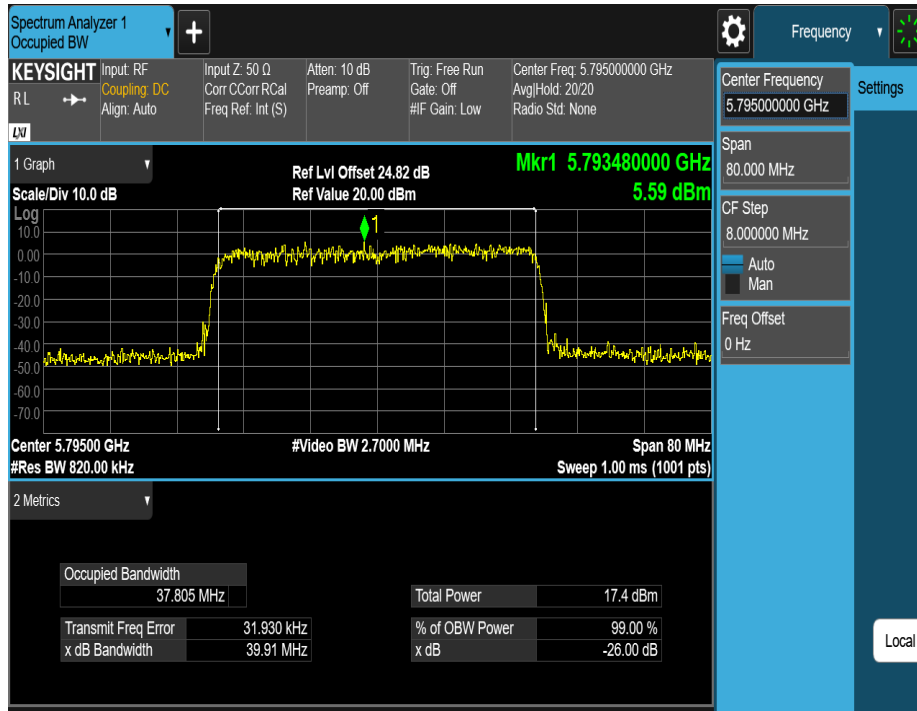 Spectrum Analyzer 1
Occupied BW
+
Frequency
KEYSIGHT
R L
LXI
Input: RF
Coupling: DC
Align: Auto
Input Z: 50 Ω
Corr CCorr RCal
Freq Ref: Int (S)
Atten: 10 dB
Preamp: Off
Trig: Free Run
Gate: Off
#IF Gain: Low
Center Freq: 5.795000000 GHz
Avg|Hold: 20/20
Radio Std: None
Center Frequency
5.795000000 GHz
Settings
Span
80.000 MHz
CF Step
8.000000 MHz
Auto
Man
Freq Offset
0 Hz
Local
1 Graph
Scale/Div 10.0 dB
Ref Lvl Offset 24.82 dB
Ref Value 20.00 dBm
Mkr1 5.793480000 GHz
5.59 dBm
Log
1
10.0
0.00
-10.0
-20.0
-30.0
-40.0
-50.0
-60.0
-70.0
Center 5.79500 GHz
#Video BW 2.7000 MHz
Span 80 MHz
#Res BW 820.00 kHz
Sweep 1.00 ms (1001 pts)
2 Metrics
Occupied Bandwidth
37.805 MHz
Total Power 17.4 dBm
Transmit Freq Error 31.930 kHz
% of OBW Power 99.00 %
x dB Bandwidth 39.91 MHz
x dB -26.00 dB